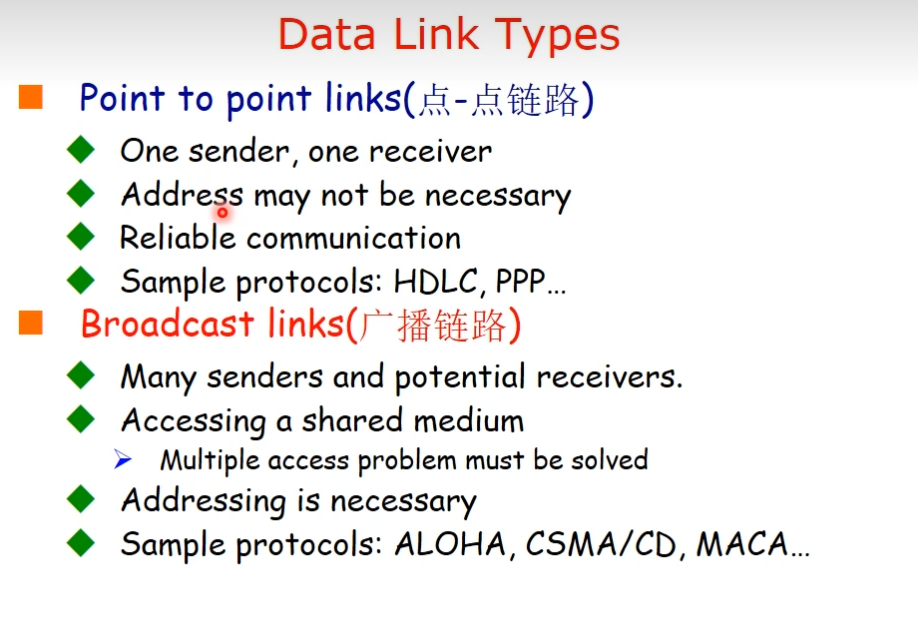 Data Link Types
Point to point links(点-点链路)
One sender, one receiver
Address may not be necessary
Reliable communication
Sample protocols: HDLC, PPP…
Broadcast links(广播链路)
Many senders and potential receivers.
Accessing a shared medium
Multiple access problem must be solved
Addressing is necessary
Sample protocols: ALOHA, CSMA/CD, MACA…